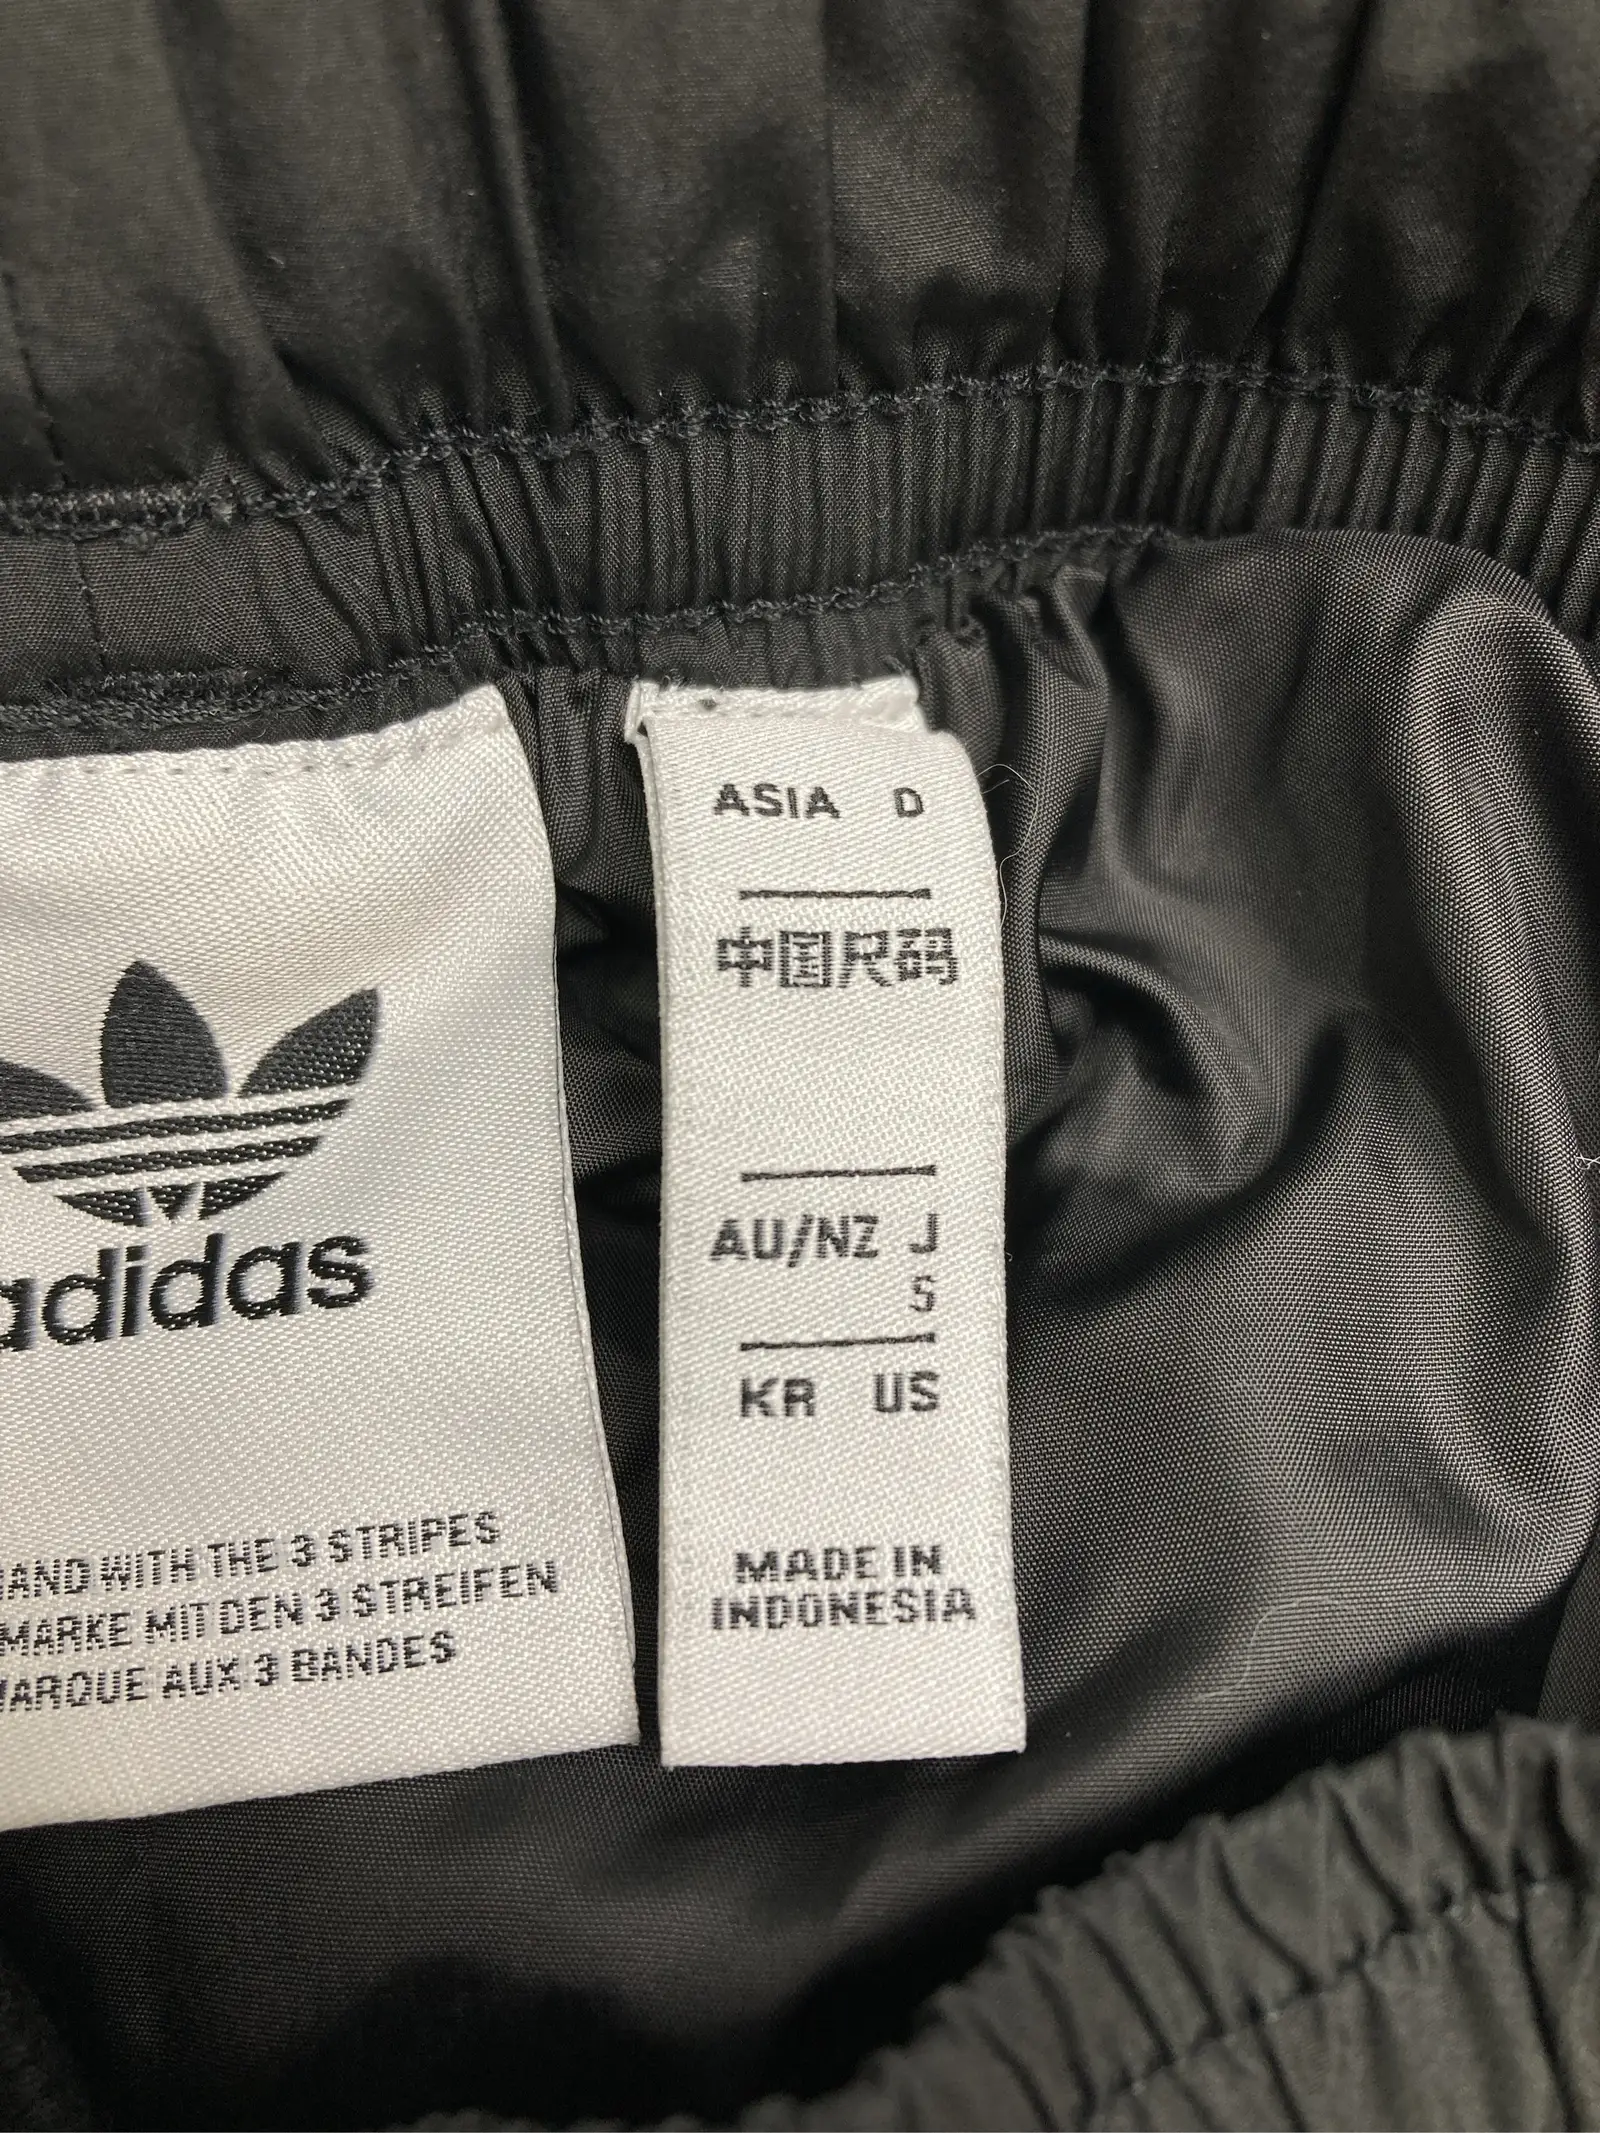 adidas
AND WITH THE 3 STRIPES
MARKE MIT DEN 3 STREIFEN
MARQUE AUX 3 BANDES
ASIA D
中国尺码
AU/NZ J
S
KR US
MADE IN
INDONESIA